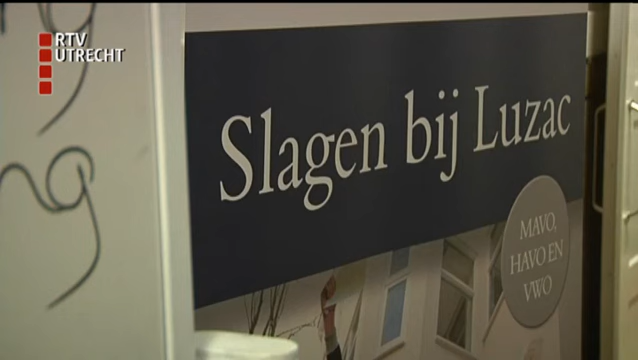 RTV
UTRECHT
Slagen bij Luzac
MAVO,
HAVO EN
VWO